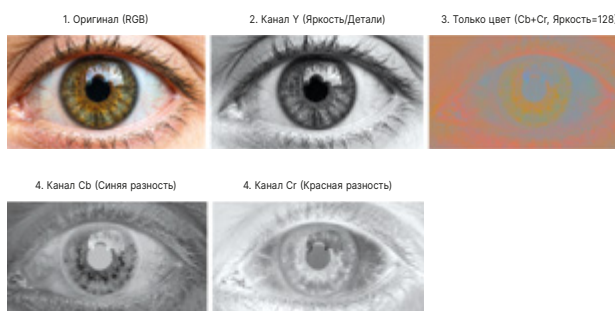 1. Оригинал (RGB)
2. Канал Y (Яркость/Детали)
3. Только цвет (Cb+Cr, Яркость=128)
4. Канал Cb (Синяя разность)
4. Канал Cr (Красная разность)